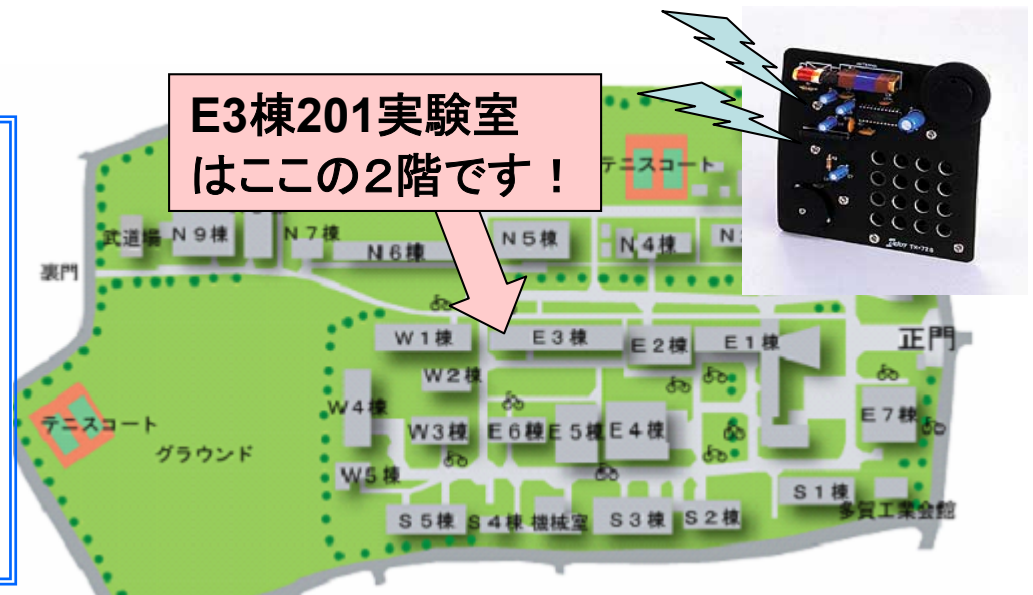 E3棟201実験室
はここの２階です！
テニスコート
武道場
N9棟
N7棟
N6棟
N5棟
N4棟
裏門
W1棟
E3棟
E2棟
E1棟
正門
W2棟
W4棟
W3棟
E6棟
E5棟
E4棟
E7棟
テニスコート
グラウンド
W5棟
S1棟
多賀工業会館
S5棟
S4棟
機械室
S3棟
S2棟